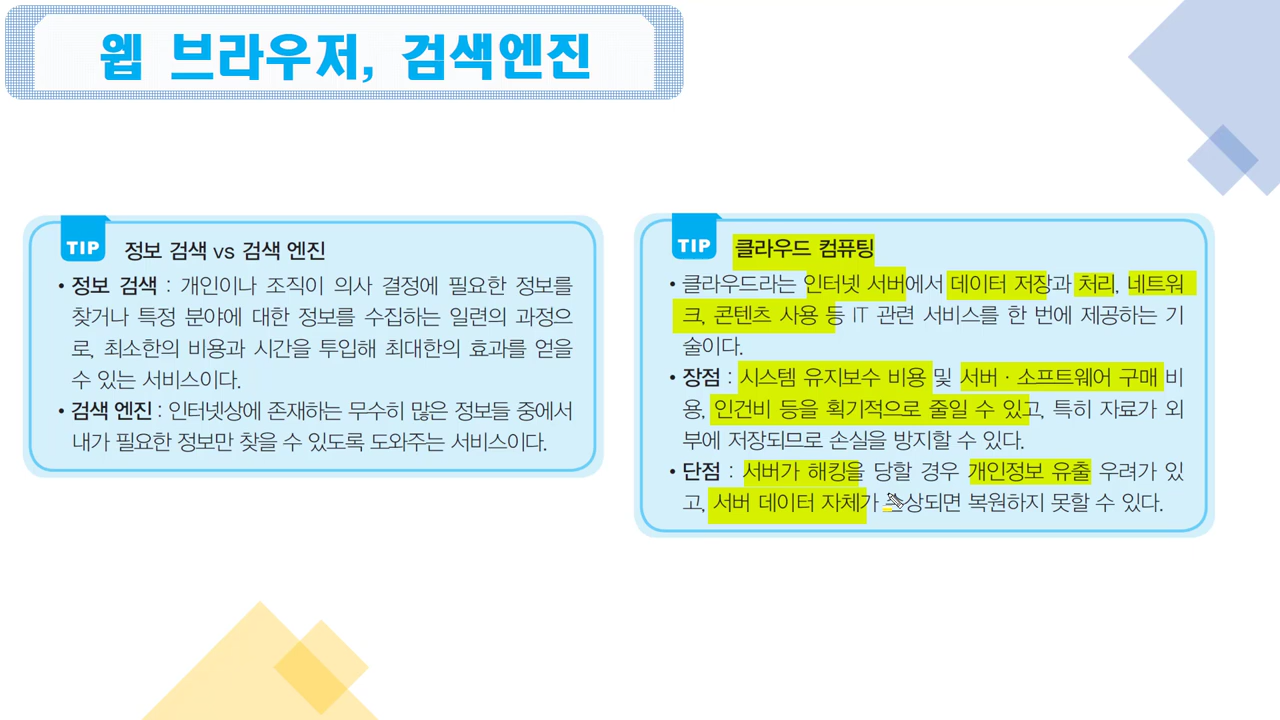 웹 브라우저, 검색엔진
TIP
정보 검색 vs 검색 엔진
• 정보 검색 : 개인이나 조직이 의사 결정에 필요한 정보를
찾거나 특정 분야에 대한 정보를 수집하는 일련의 과정으
로, 최소한의 비용과 시간을 투입해 최대한의 효과를 얻을
수 있는 서비스이다.
• 검색 엔진 : 인터넷상에 존재하는 무수히 많은 정보들 중에서
내가 필요한 정보만 찾을 수 있도록 도와주는 서비스이다.
TIP
클라우드 컴퓨팅
• 클라우드라는 인터넷 서버에서 데이터 저장과 처리, 네트워
크, 콘텐츠 사용 등 IT 관련 서비스를 한 번에 제공하는 기
술이다.
• 장점 : 시스템 유지보수 비용 및 서버 · 소프트웨어 구매 비
용, 인건비 등을 획기적으로 줄일 수 있고, 특히 자료가 외
부에 저장되므로 손실을 방지할 수 있다.
• 단점 : 서버가 해킹을 당할 경우 개인정보 유출 우려가 있
고, 서버 데이터 자체가 손상되면 복원하지 못할 수 있다.